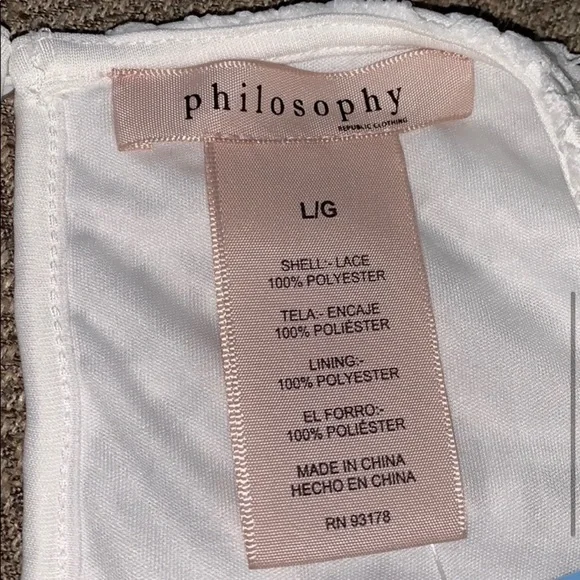 philosophy
REPUBLIC CLOTHING
L/G
SHELL:- LACE
100% POLYESTER
TELA:- ENCAJE
100% POLIÉSTER
LINING:-
100% POLYESTER
EL FORRO:-
100% POLIÉSTER
MADE IN CHINA
HECHO EN CHINA
RN 93178